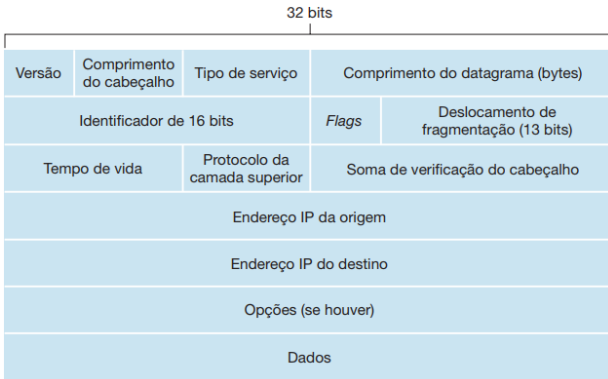 32 bits
Versão
Comprimento
do cabeçalho
Tipo de serviço
Comprimento do datagrama (bytes)
Identificador de 16 bits
Flags
Deslocamento de
fragmentação (13 bits)
Tempo de vida
Protocolo da
camada superior
Soma de verificação do cabeçalho
Endereço IP da origem
Endereço IP do destino
Opções (se houver)
Dados